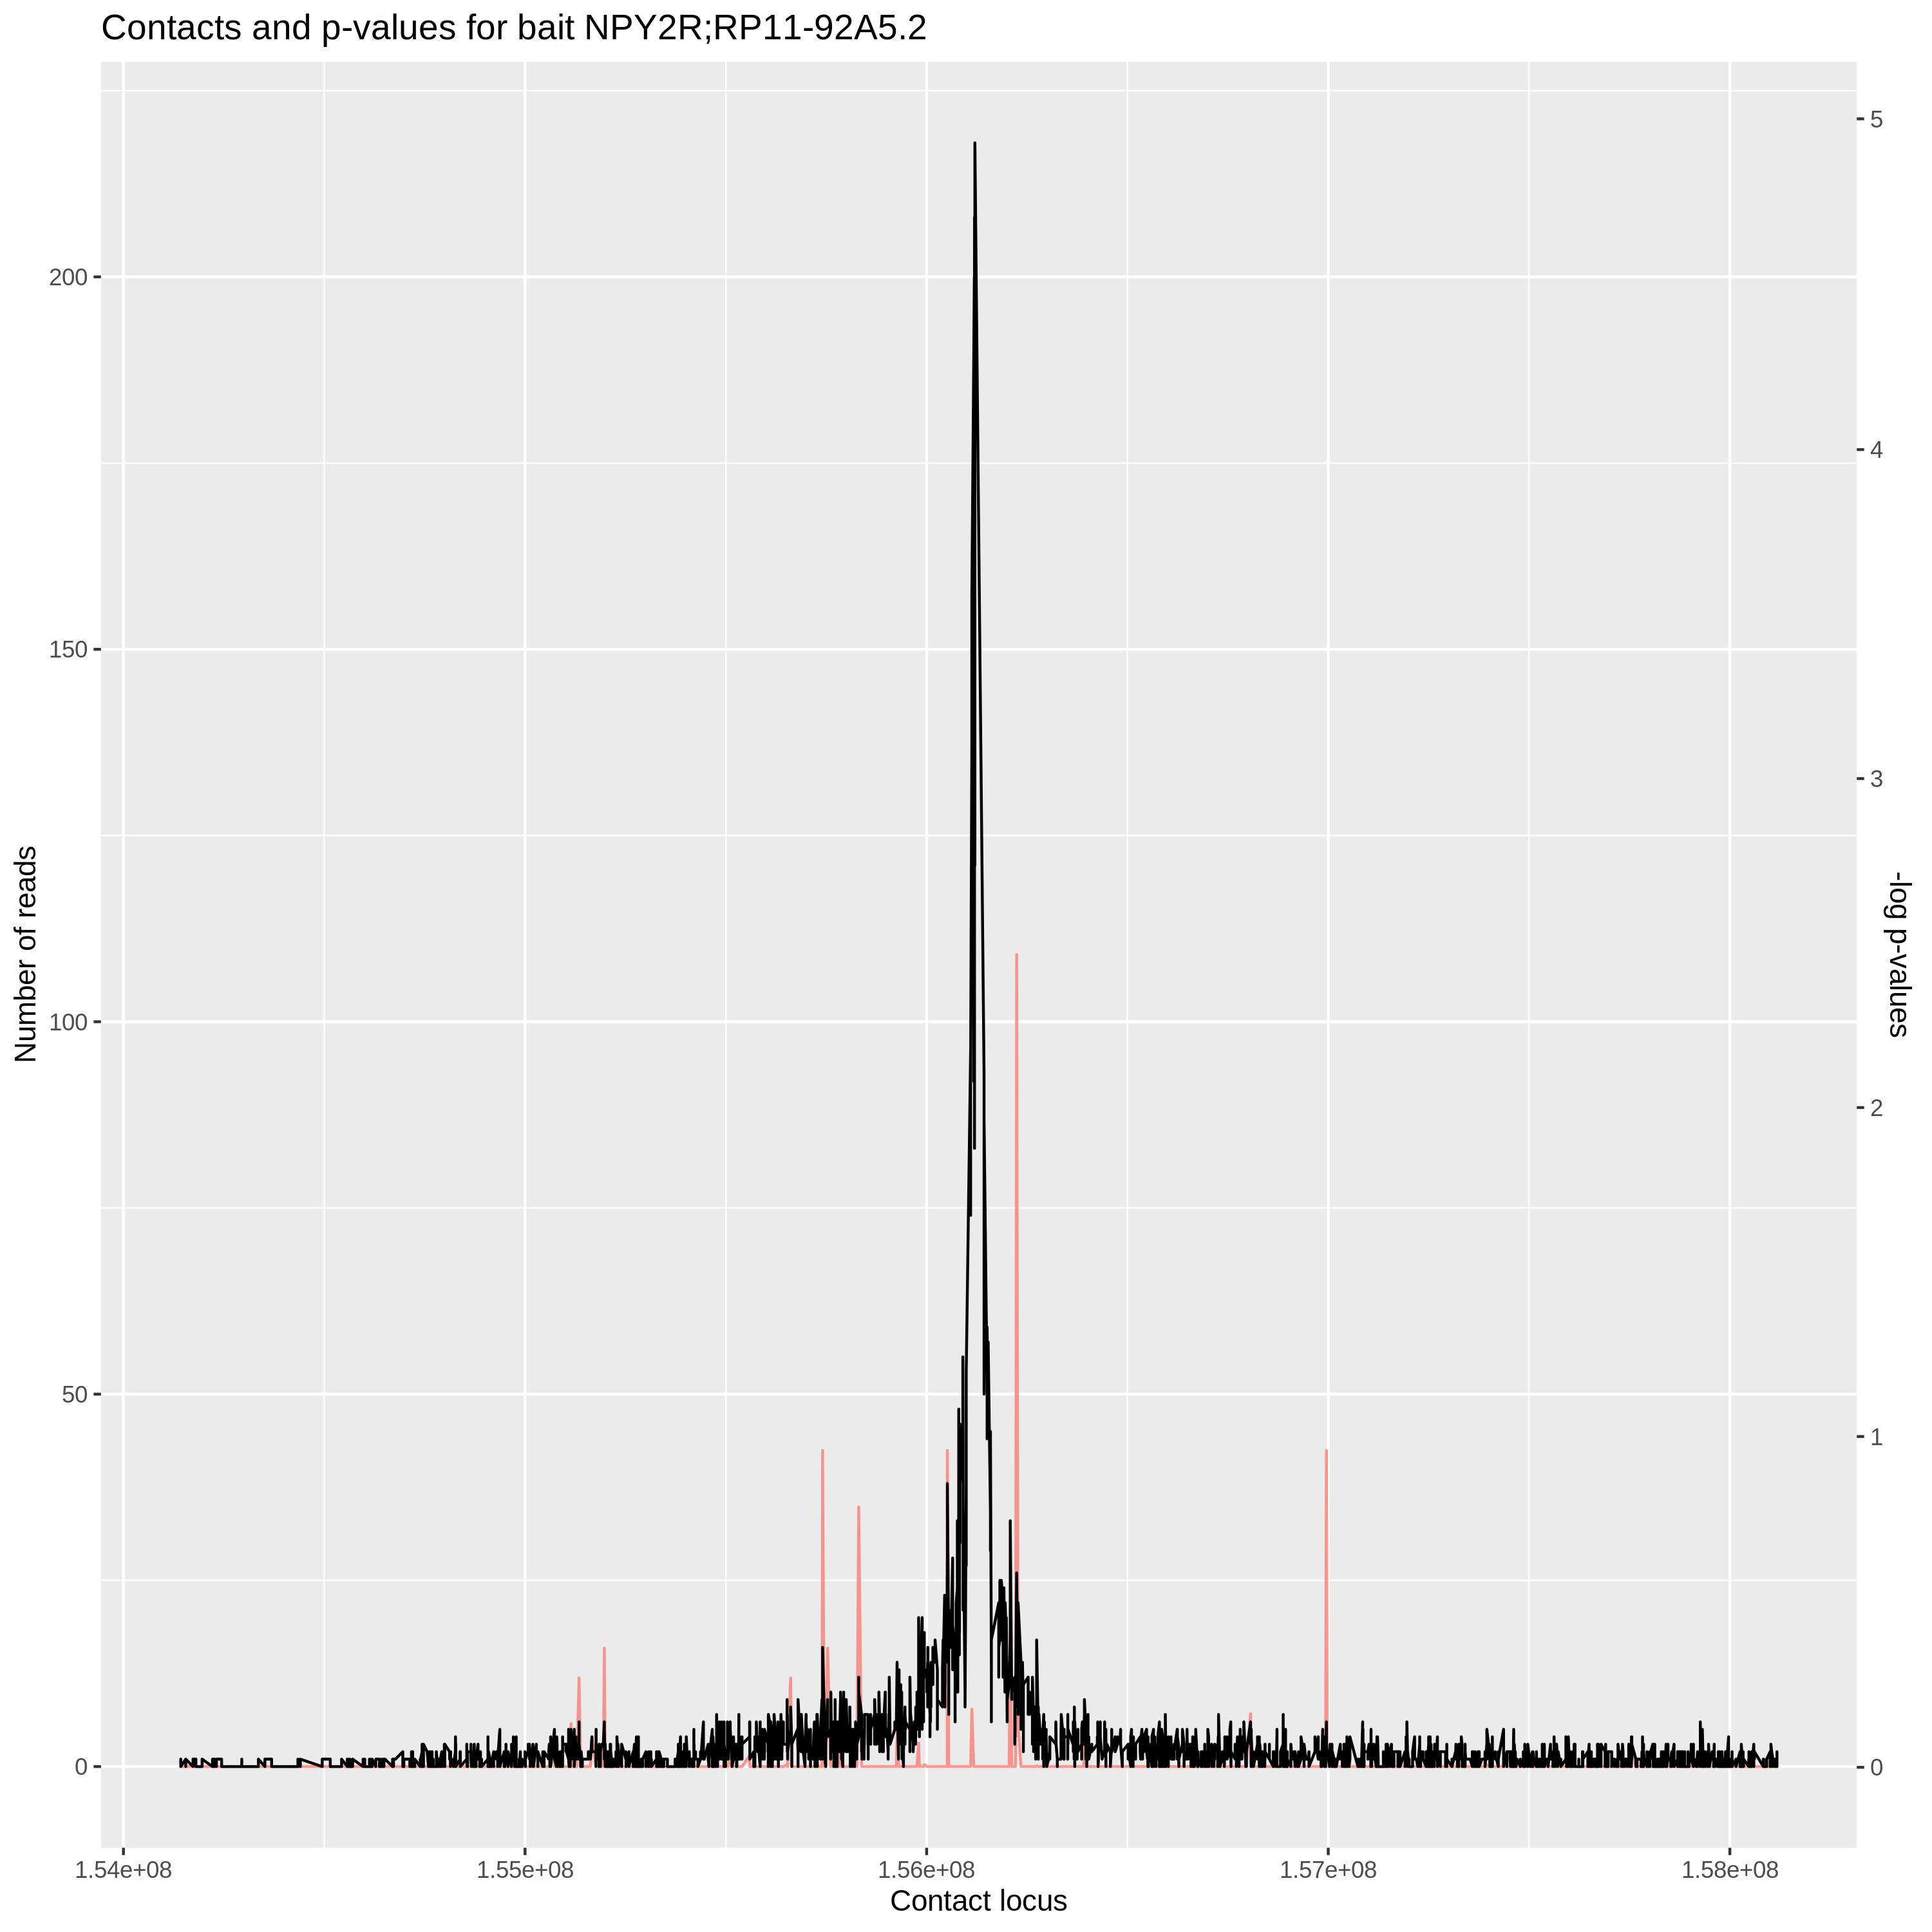 Contacts and p-values for bait NPY2R;RP11-92A5.2
Number of reads
200
150
100
50
0
5
4
3
2
1
0
-log p-values
1.54e+08
1.55e+08
1.56e+08
1.57e+08
1.58e+08
Contact locus